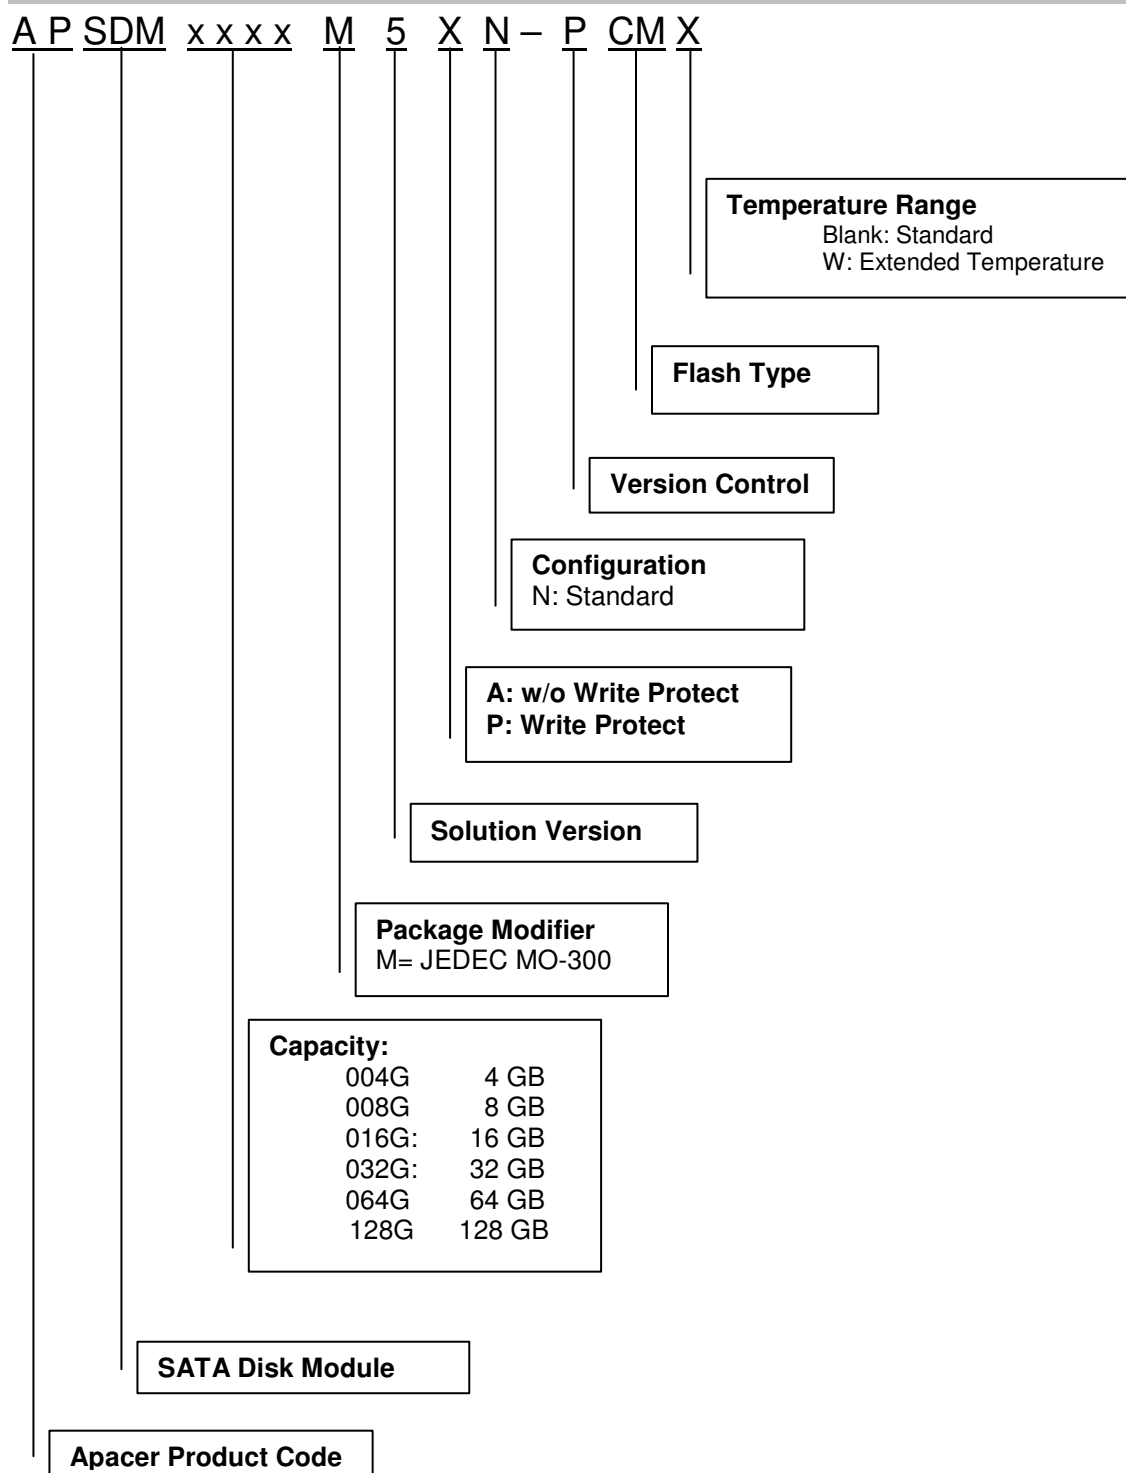 A P SDM x x x x M 5 X N – P CM X
Temperature Range
Blank: Standard
W: Extended Temperature
Flash Type
Version Control
Configuration
N: Standard
A: w/o Write Protect
P: Write Protect
Solution Version
Package Modifier
M= JEDEC MO-300
Capacity:
004G 4 GB
008G 8 GB
016G: 16 GB
032G: 32 GB
064G 64 GB
128G 128 GB
SATA Disk Module
Apacer Product Code